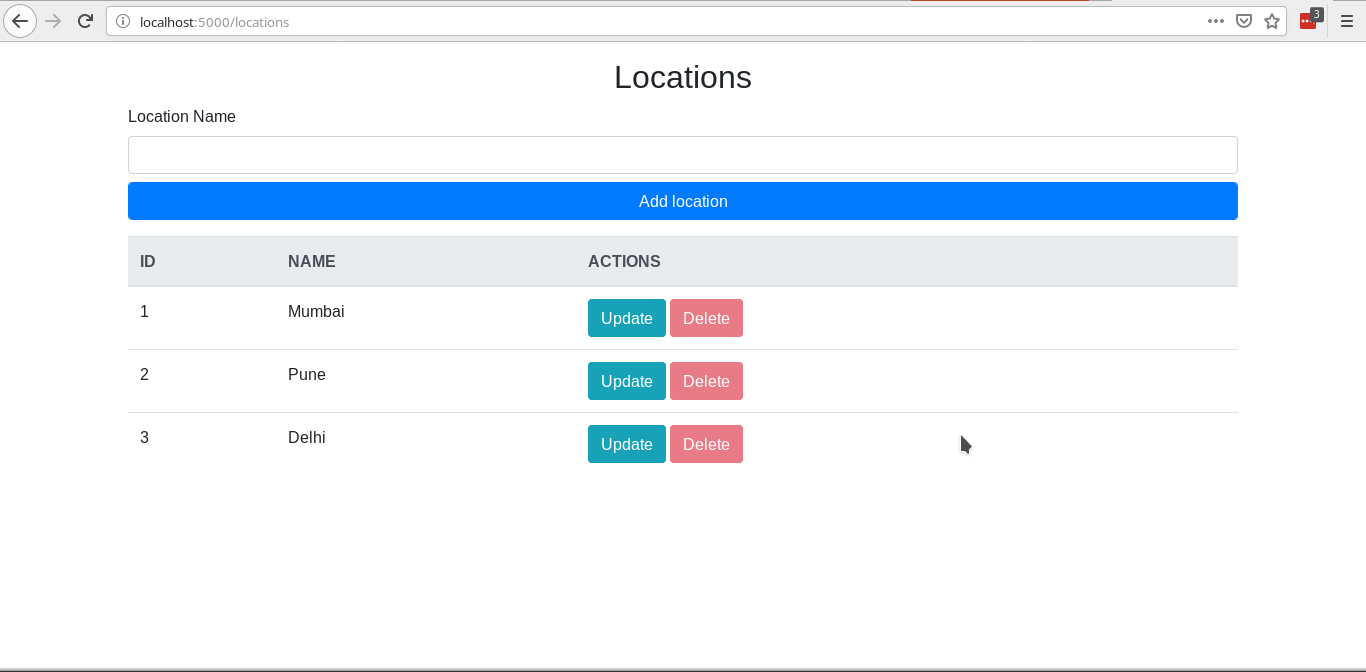 localhost:5000/locations
3
Locations
Location Name
Add location
ID NAME ACTIONS
1 Mumbai Update Delete
2 Pune Update Delete
3 Delhi Update Delete